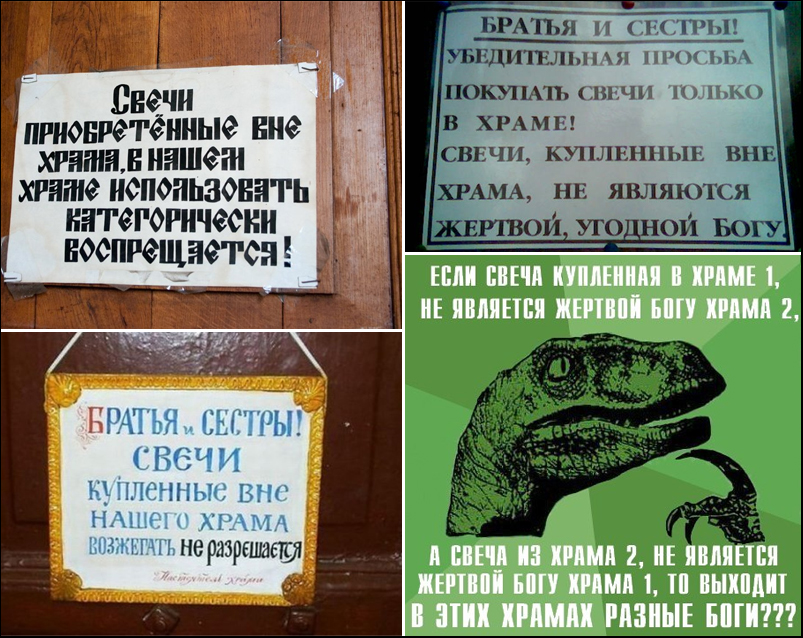 Свечи
приобретённые вне
храма, в нашем
храме использовать
категорически
воспрещается!
БРАТЬЯ И СЕСТРЫ!
УБЕДИТЕЛЬНАЯ ПРОСЬБА
ПОКУПАТЬ СВЕЧИ ТОЛЬКО
В ХРАМЕ!
СВЕЧИ, КУПЛЕННЫЕ ВНЕ
ХРАМА, НЕ ЯВЛЯЮТСЯ
ЖЕРТВОЙ, УГОДНОЙ БОГУ.
БРАТЬЯ и СЕСТРЫ!
СВЕЧИ
купленные вне
нашего храма
возжегать не разрешается
Настоятель храма
ЕСЛИ СВЕЧА КУПЛЕННАЯ В ХРАМЕ 1,
НЕ ЯВЛЯЕТСЯ ЖЕРТВОЙ БОГУ ХРАМА 2,
А СВЕЧА ИЗ ХРАМА 2, НЕ ЯВЛЯЕТСЯ
ЖЕРТВОЙ БОГУ ХРАМА 1, ТО ВЫХОДИТ
В ЭТИХ ХРАМАХ РАЗНЫЕ БОГИ???